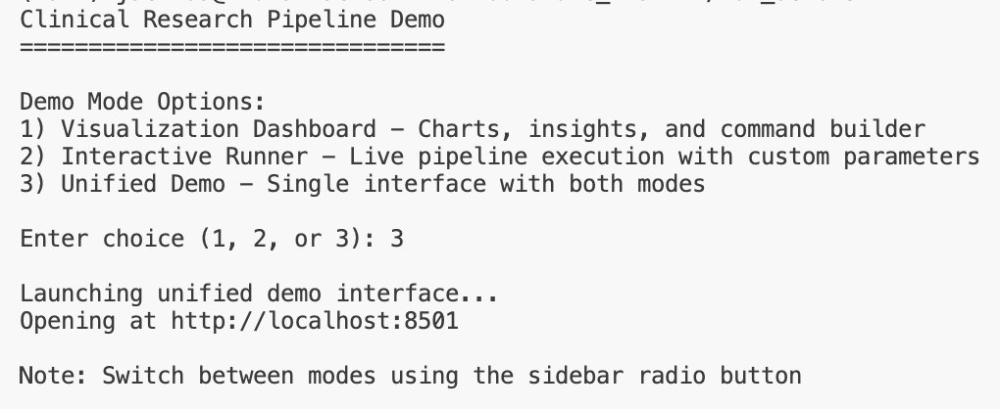 Clinical Research Pipeline Demo
===============================
Demo Mode Options:
1) Visualization Dashboard – Charts, insights, and command builder
2) Interactive Runner – Live pipeline execution with custom parameters
3) Unified Demo – Single interface with both modes
Enter choice (1, 2, or 3): 3
Launching unified demo interface...
Opening at http://localhost:8501
Note: Switch between modes using the sidebar radio button